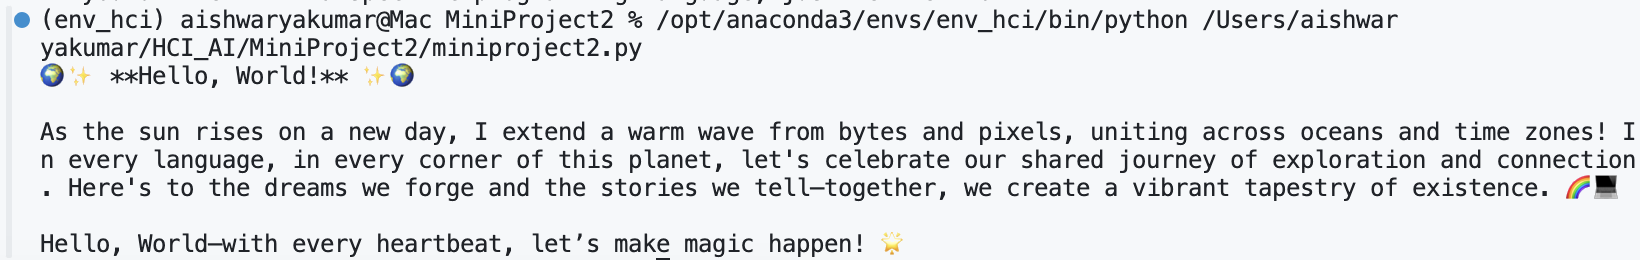 (env_hci) aishwaryakumar@Mac MiniProject2 % /opt/anaconda3/envs/env_hci/bin/python /Users/aishwar
yakumar/HCI_AI/MiniProject2/miniproject2.py
🌍✨ **Hello, World!** ✨🌍
As the sun rises on a new day, I extend a warm wave from bytes and pixels, uniting across oceans and time zones! I
n every language, in every corner of this planet, let's celebrate our shared journey of exploration and connection
. Here's to the dreams we forge and the stories we tell—together, we create a vibrant tapestry of existence. 🌈💻
Hello, World—with every heartbeat, let’s make magic happen! 🌟